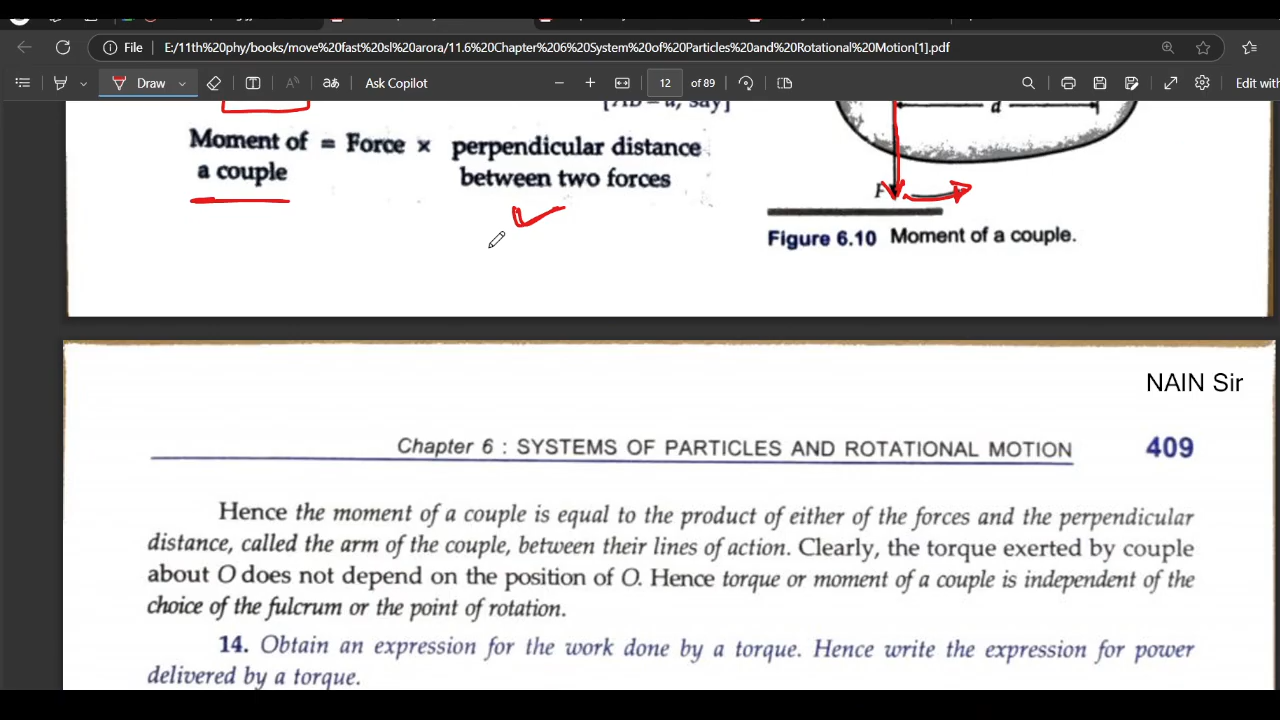 File E:/11th%20phy/books/move%20fast%20sl%20arora/11.6%20Chapter%206%20System%20of%20Particles%20and%20Rotational%20Motion[1].pdf
Draw Ask Copilot 12 of 89 Edit with
[AB = d, say] d
Moment of = Force × perpendicular distance
a couple between two forces
F
Figure 6.10 Moment of a couple.
NAIN Sir
Chapter 6 : SYSTEMS OF PARTICLES AND ROTATIONAL MOTION 409
Hence the moment of a couple is equal to the product of either of the forces and the perpendicular
distance, called the arm of the couple, between their lines of action. Clearly, the torque exerted by couple
about O does not depend on the position of O. Hence torque or moment of a couple is independent of the
choice of the fulcrum or the point of rotation.
14. Obtain an expression for the work done by a torque. Hence write the expression for power
delivered by a torque.